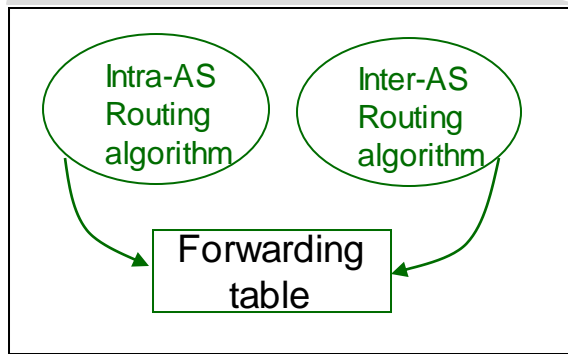 Intra-AS
Routing
algorithm
Inter-AS
Routing
algorithm
Forwarding
table